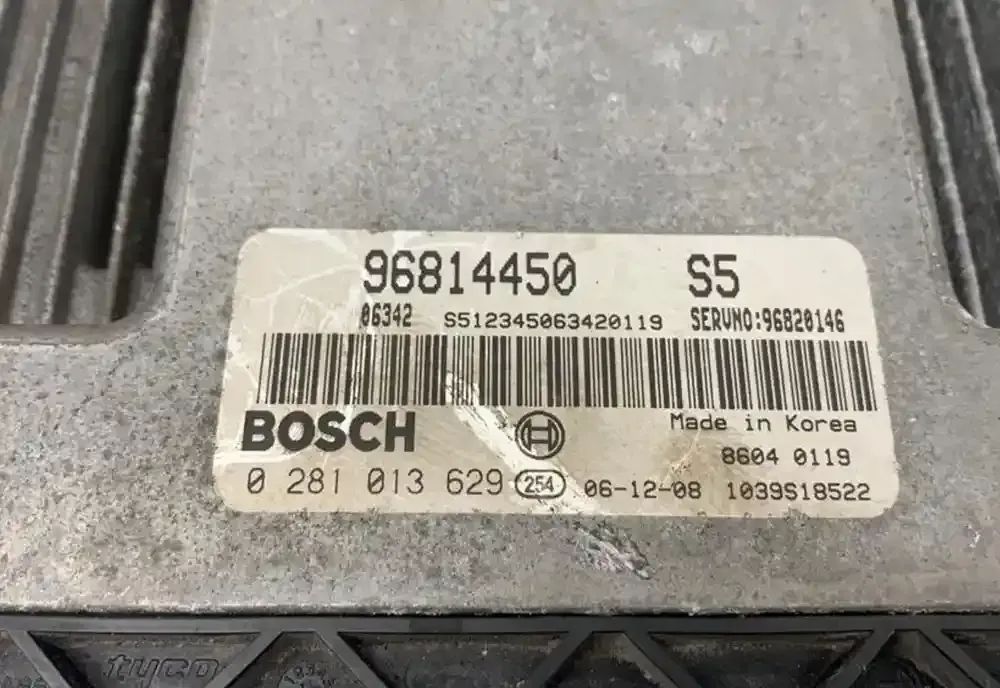 96814450 S5
06342 S512345063420119 SERVNO:96820146
BOSCH
Made in Korea
8604 0119
0 281 013 629 254 06-12-08 1039S18522
tyco